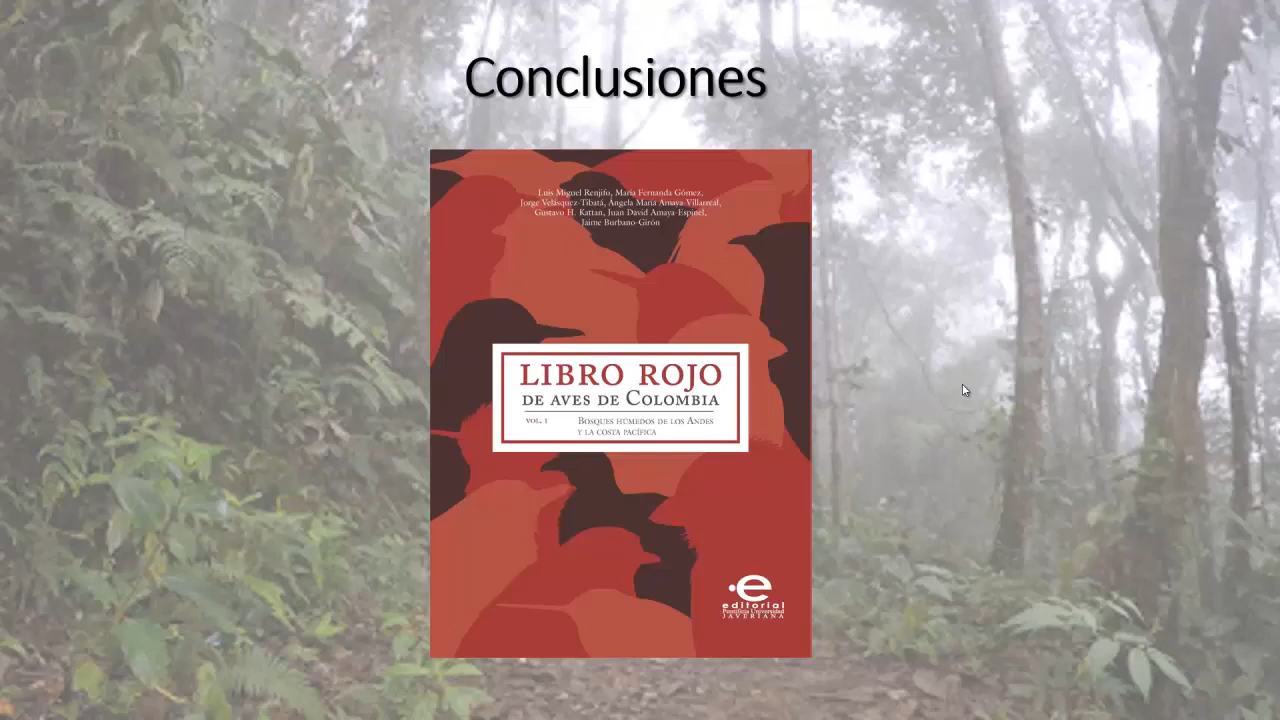 Conclusiones
Luis Miguel Renjifo, María Fernanda Gómez,
Jorge Velásquez-Tibatá, Ángela María Amaya-Villarreal,
Gustavo H. Kattan, Juan David Amaya-Espinel,
Jaime Burbano-Girón
LIBRO ROJO
DE AVES DE COLOMBIA
VOL. I BOSQUES HÚMEDOS DE LOS ANDES
Y LA COSTA PACÍFICA
editorial
Pontificia Universidad
JAVERIANA